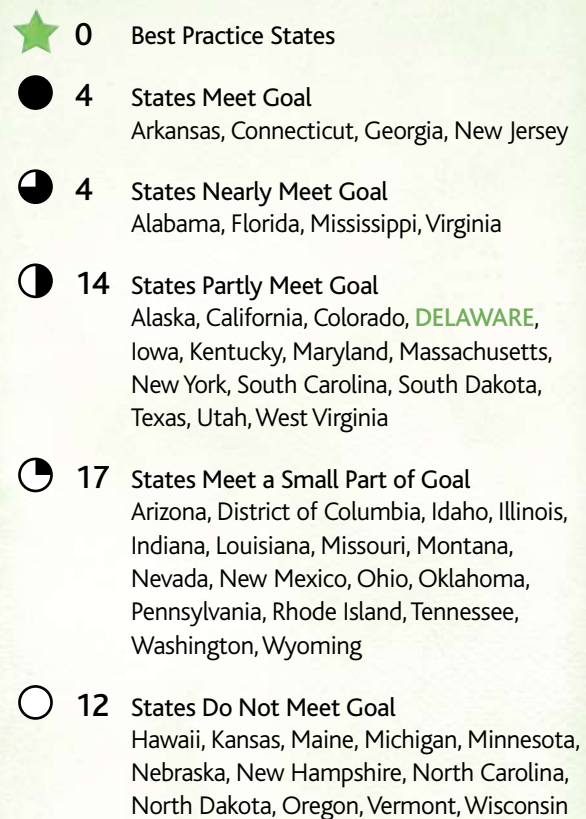 0 Best Practice States
4 States Meet Goal
Arkansas, Connecticut, Georgia, New Jersey
4 States Nearly Meet Goal
Alabama, Florida, Mississippi, Virginia
14 States Partly Meet Goal
Alaska, California, Colorado, DELAWARE,
Iowa, Kentucky, Maryland, Massachusetts,
New York, South Carolina, South Dakota,
Texas, Utah, West Virginia
17 States Meet a Small Part of Goal
Arizona, District of Columbia, Idaho, Illinois,
Indiana, Louisiana, Missouri, Montana,
Nevada, New Mexico, Ohio, Oklahoma,
Pennsylvania, Rhode Island, Tennessee,
Washington, Wyoming
12 States Do Not Meet Goal
Hawaii, Kansas, Maine, Michigan, Minnesota,
Nebraska, New Hampshire, North Carolina,
North Dakota, Oregon, Vermont, Wisconsin